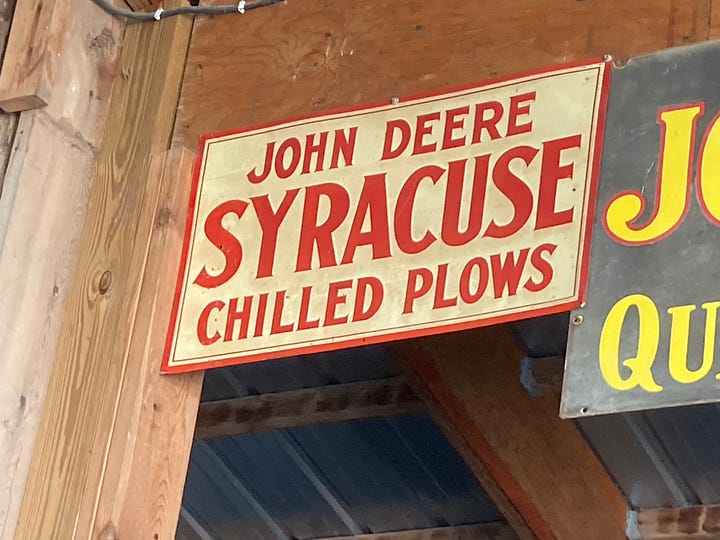 JOHN DEERE
SYRACUSE
CHILLED PLOWS